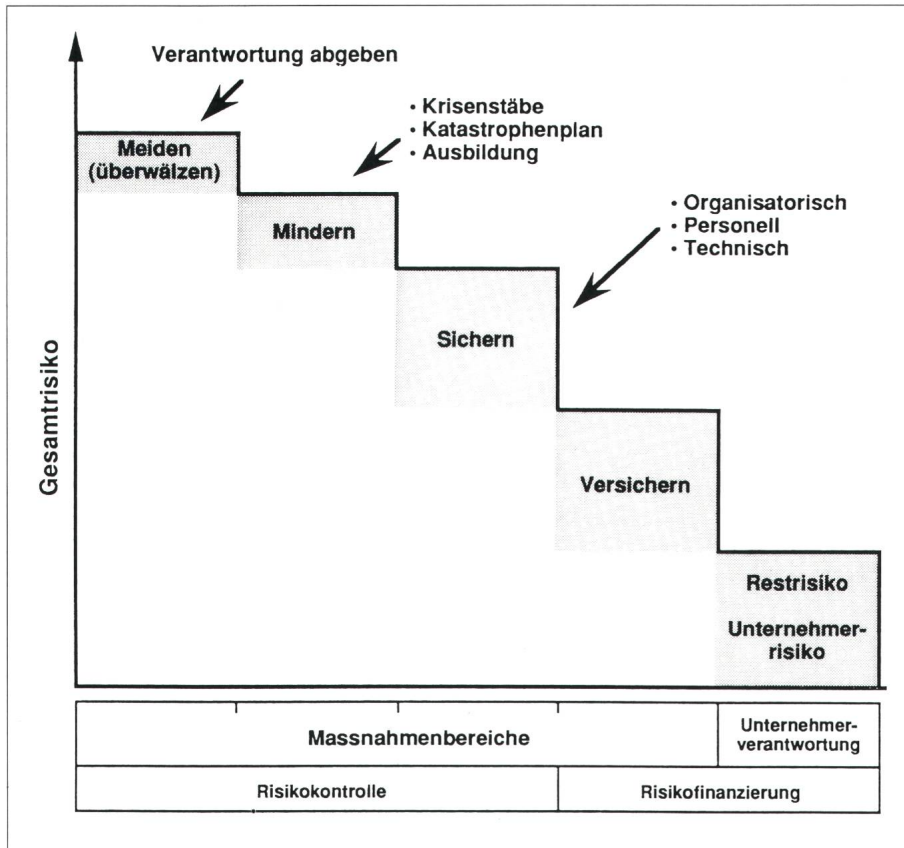 Verantwortung abgeben
• Krisenstäbe
• Katastrophenplan
• Ausbildung
Meiden
(überwälzen)
• Organisatorisch
• Personell
• Technisch
Mindern
Sichern
Gesamtrisiko
Versichern
Restrisiko
Unternehmer-
risiko
Massnahmenbereiche
Unternehmer-
verantwortung
Risikokontrolle
Risikofinanzierung